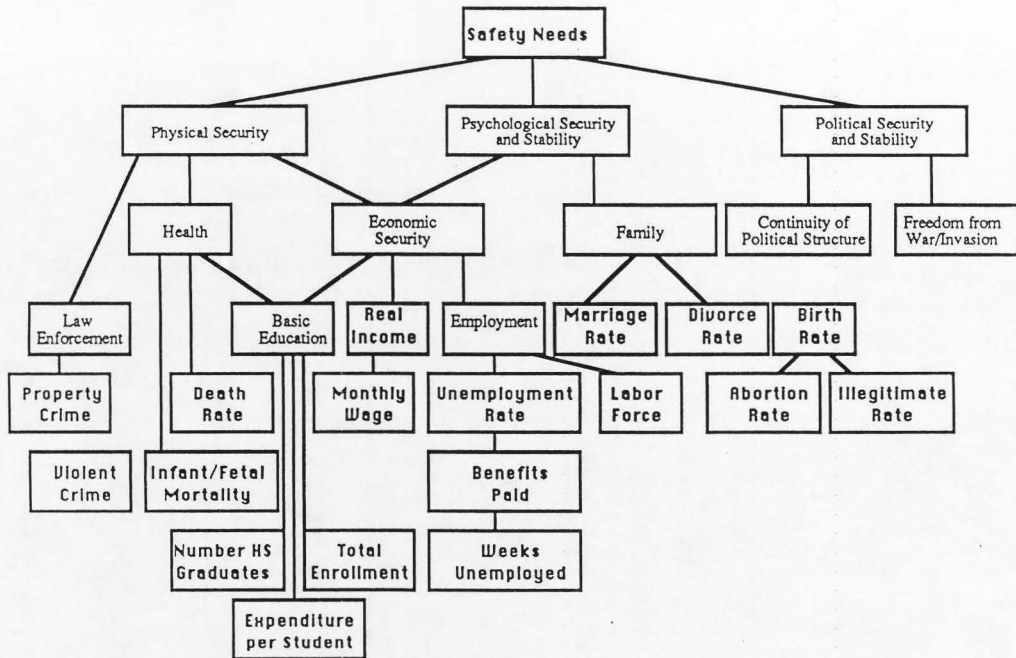 Safety Needs
Physical Security
Psychological Security
and Stability
Political Security
and Stability
Health
Economic
Security
Family
Continuity of
Political Structure
Freedom from
War/Invasion
Law
Enforcement
Basic
Education
Real
Income
Employment
Marriage
Rate
Divorce
Rate
Birth
Rate
Property
Crime
Death
Rate
Monthly
Wage
Unemployment
Rate
Labor
Force
Abortion
Rate
Illegitimate
Rate
Violent
Crime
Infant/Fetal
Mortality
Benefits
Paid
Number HS
Graduates
Total
Enrollment
Weeks
Unemployed
Expenditure
per Student